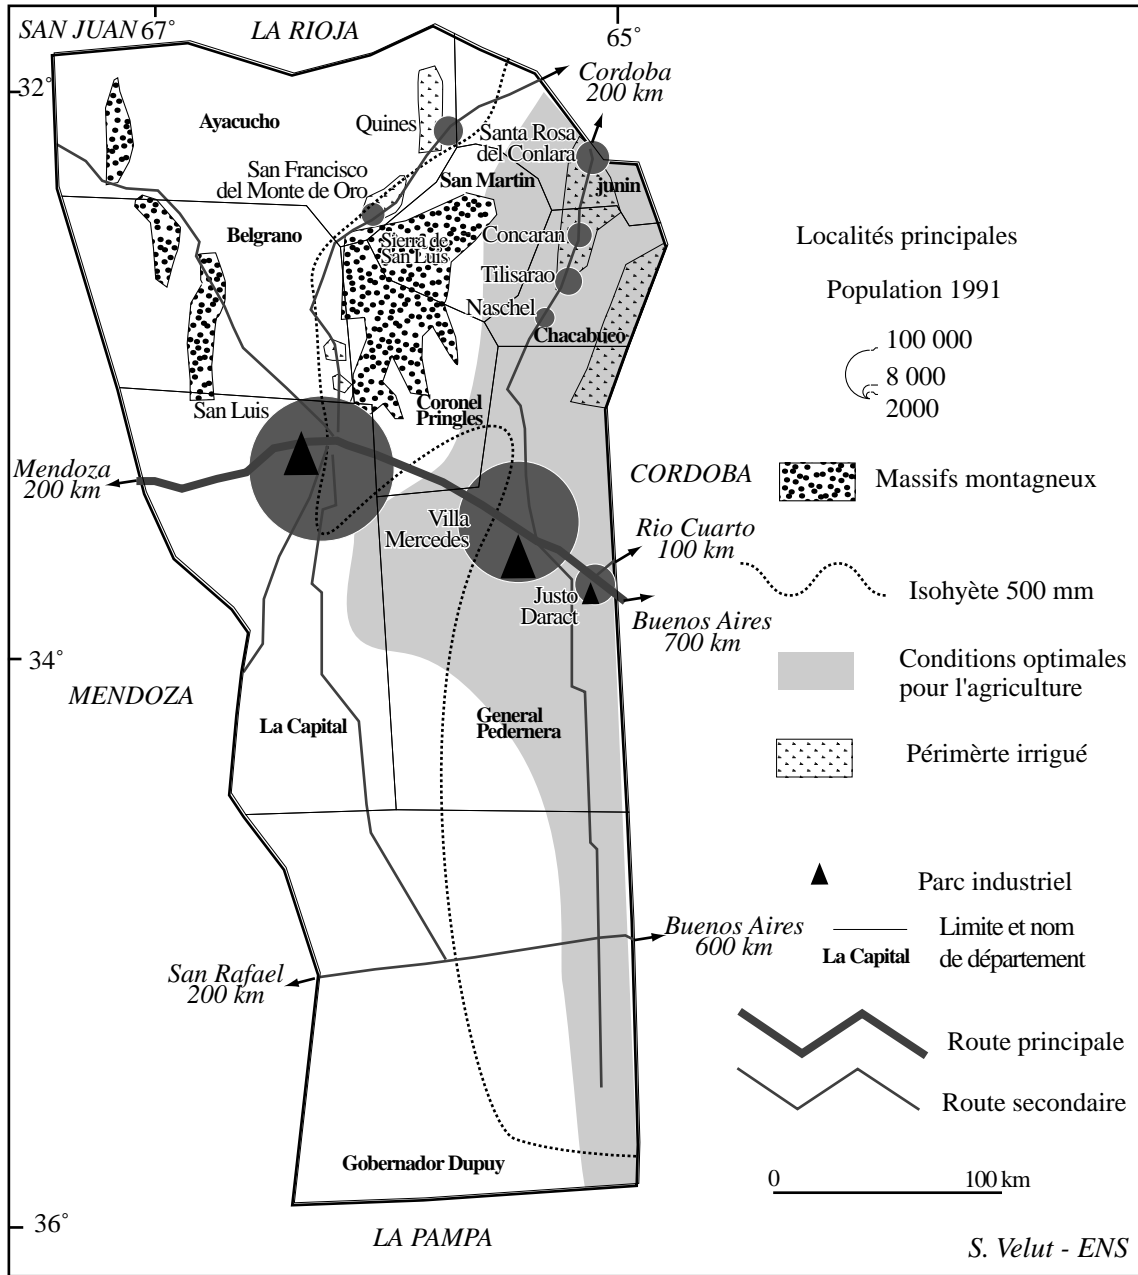 SAN JUAN 67°
LA RIOJA
65°
32°
Cordoba
200 km
Ayacucho
Quines
Santa Rosa
del Conlara
San Francisco
del Monte de Oro
San Martin
junin
Belgrano
Sierra de
San Luis
Concaran
Tilisarao
Naschel
Chacabuco
San Luis
Coronel
Pringles
Mendoza
200 km
CORDOBA
Villa
Mercedes
Rio Cuarto
100 km
Justo
Daract
Buenos Aires
700 km
34°
MENDOZA
La Capital
General
Pedernera
Buenos Aires
600 km
San Rafael
200 km
Gobernador Dupuy
36°
LA PAMPA
Localités principales
Population 1991
100 000
8 000
2000
Massifs montagneux
Isohyète 500 mm
Conditions optimales
pour l'agriculture
Périmèrte irrigué
Parc industriel
La Capital
Limite et nom
de département
Route principale
Route secondaire
0
100 km
S. Velut - ENS